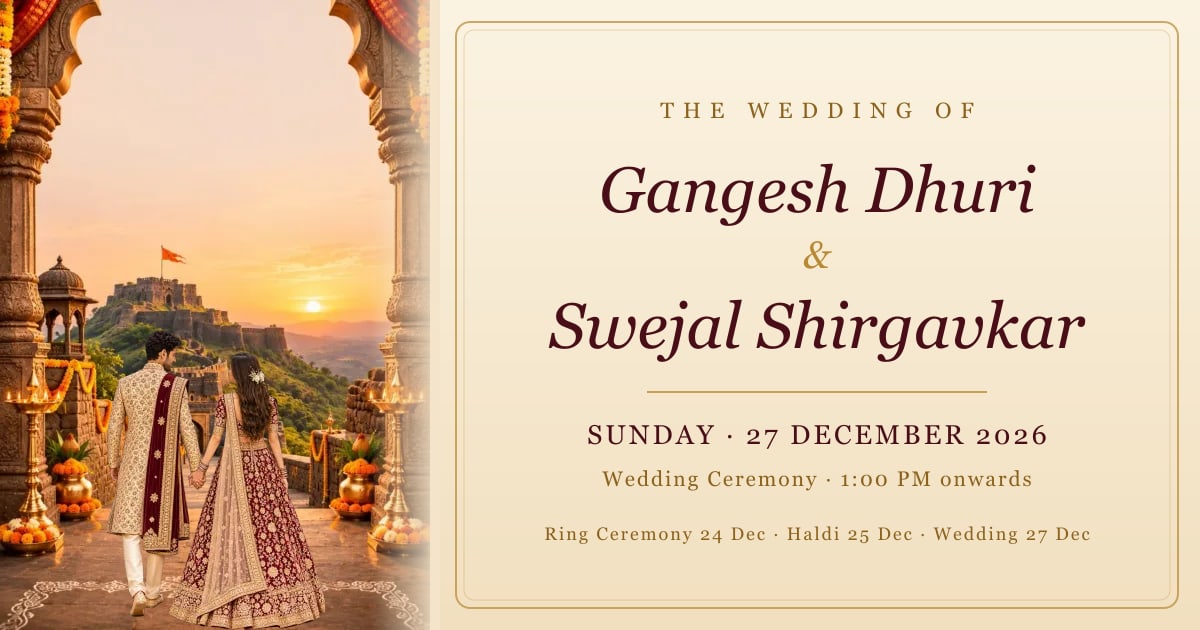 THE WEDDING OF
Gangesh Dhuri
&
Swejal Shirgavkar
SUNDAY · 27 DECEMBER 2026
Wedding Ceremony · 1:00 PM onwards
Ring Ceremony 24 Dec · Haldi 25 Dec · Wedding 27 Dec